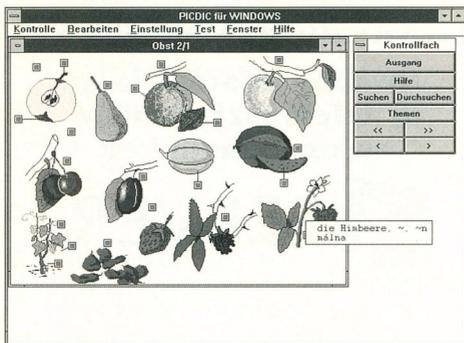 PICDIC für WINDOWS
Kontrolle Bearbeiten Einstellung Test Fenster Hilfe
Obst 2/1
Kontrollfach
Ausgang
Hilfe
Suchen Durchsuchen
Themen
<< >>
< >
die Himbeere, ~, ~n
málna